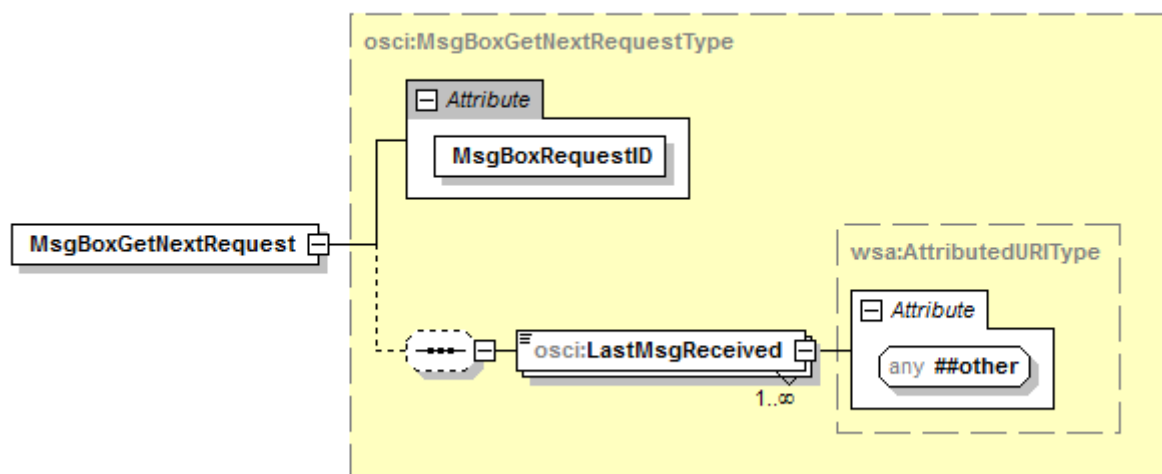 osci:MsgBoxGetNextRequestType
Attribute
MsgBoxRequestID
MsgBoxGetNextRequest
wsa:AttributedURIType
Attribute
osci:LastMsgReceived
any ##other
1..∞